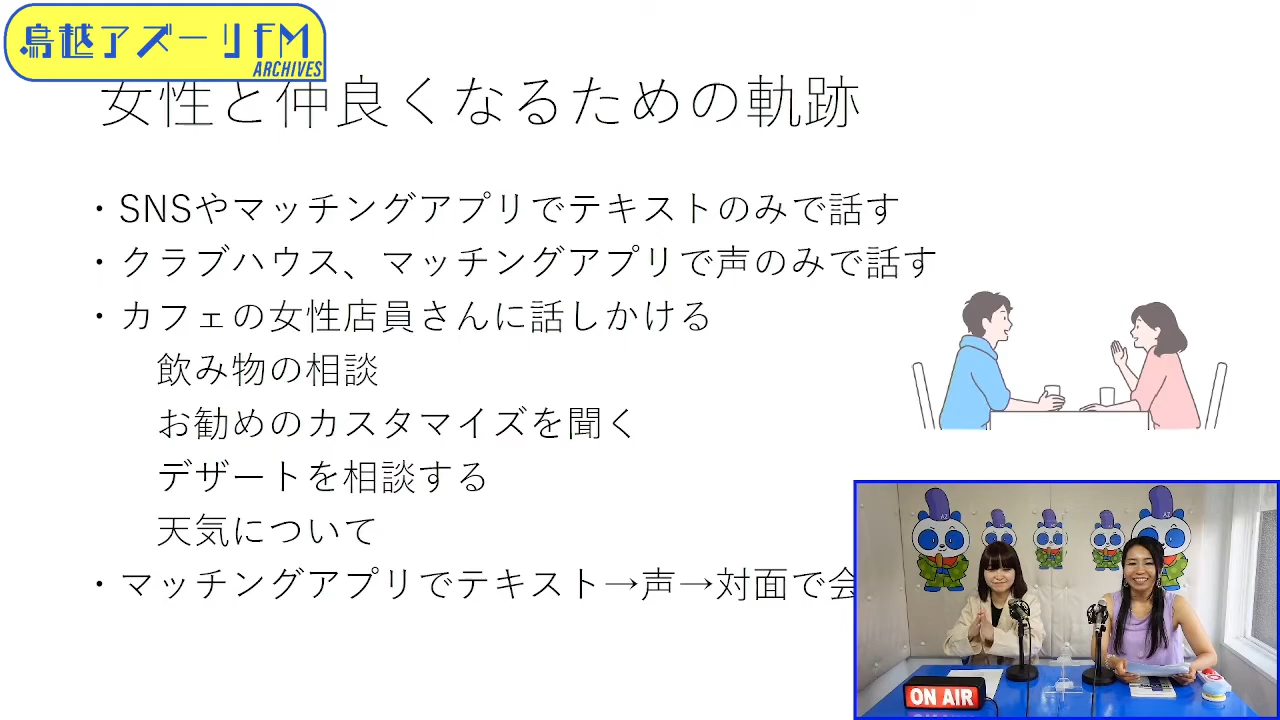 鳥越アズーリFM
ARCHIVES
女性と仲良くなるための軌跡
・SNSやマッチングアプリでテキストのみで話す
・クラブハウス、マッチングアプリで声のみで話す
・カフェの女性店員さんに話しかける
飲み物の相談
お勧めのカスタマイズを聞く
デザートを相談する
天気について
・マッチングアプリでテキスト→声→対面で会
ON AIR